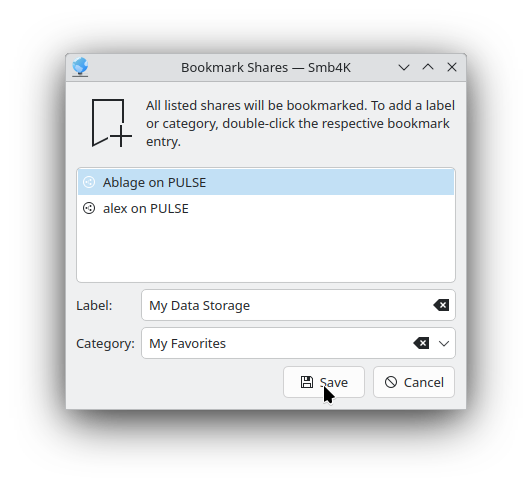 Bookmark Shares — Smb4K
All listed shares will be bookmarked. To add a label
or category, double-click the respective bookmark
entry.
Ablage on PULSE
alex on PULSE
Label: My Data Storage
Category: My Favorites
Save Cancel